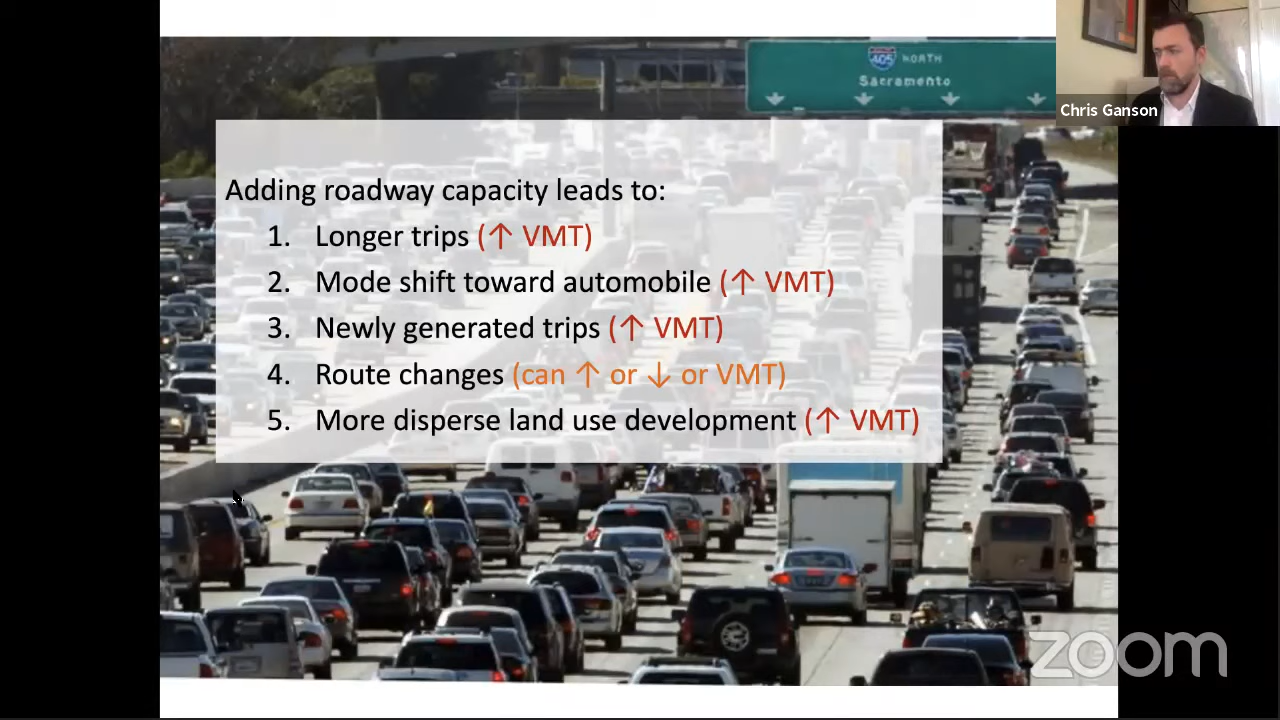 405 NORTH
Sacramento
Chris Ganson
Adding roadway capacity leads to:
1. Longer trips (↑ VMT)
2. Mode shift toward automobile (↑ VMT)
3. Newly generated trips (↑ VMT)
4. Route changes (can ↑ or ↓ or VMT)
5. More disperse land use development (↑ VMT)
zoom